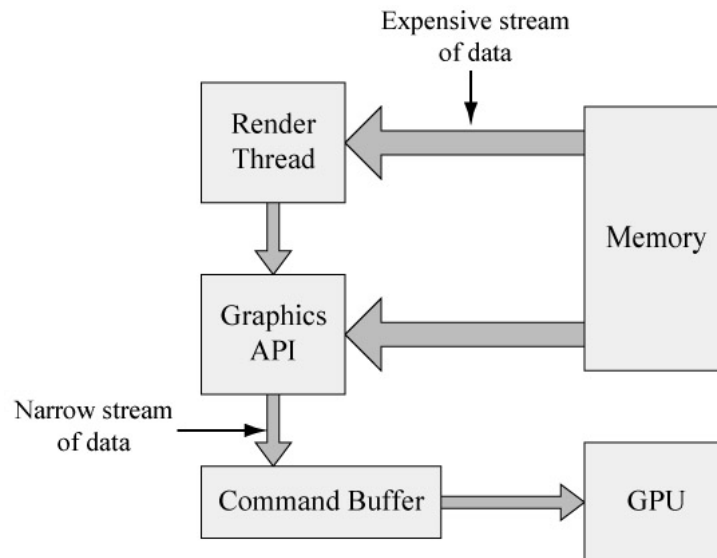 Expensive stream
of data
Render
Thread
Memory
Graphics
API
Narrow stream
of data
Command Buffer
GPU